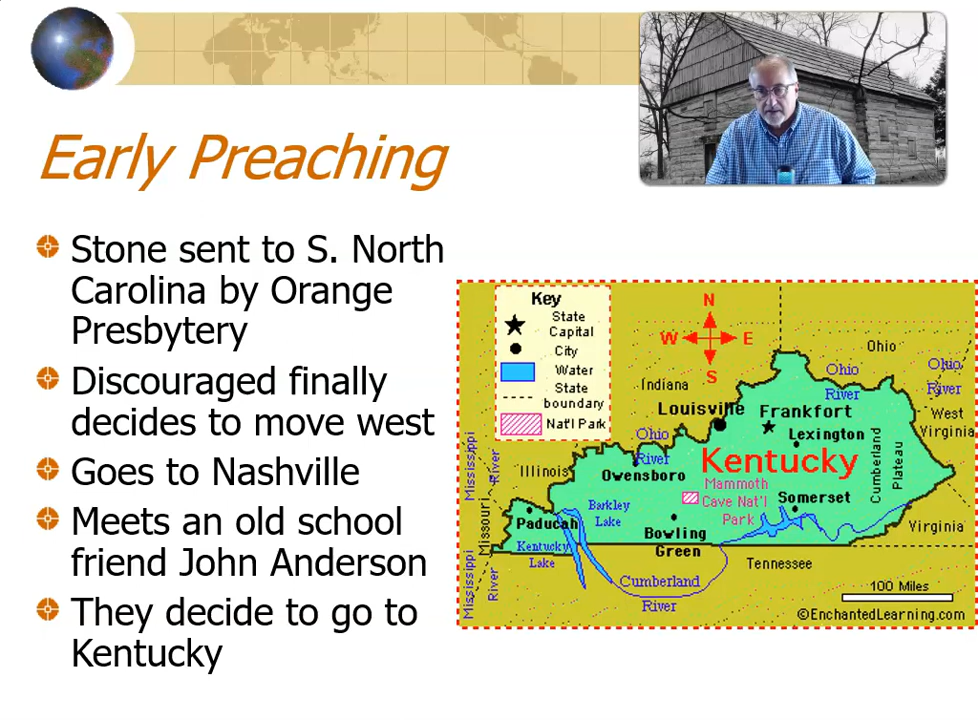 Early Preaching
Stone sent to S. North
Carolina by Orange
Presbytery
Discouraged finally
decides to move west
Goes to Nashville
Meets an old school
friend John Anderson
They decide to go to
Kentucky
Key
State
Capital
City
Water
State
boundary
Nat'l Park
N
W
E
S
Ohio
Ohio
River
Ohio
River
West
Virginia
Indiana
Louisville
Frankfort
Lexington
Cumberland
Plateau
Ohio
River
Illinois
Owensboro
Kentucky
Mammoth
Cave Nat'l
Park
Somerset
Mississippi
River
Missouri
Paducah
Barkley
Lake
Bowling
Green
Virginia
Kentucky
Lake
Tennessee
Mississippi
River
Cumberland
River
100 Miles
©EnchantedLearning.com